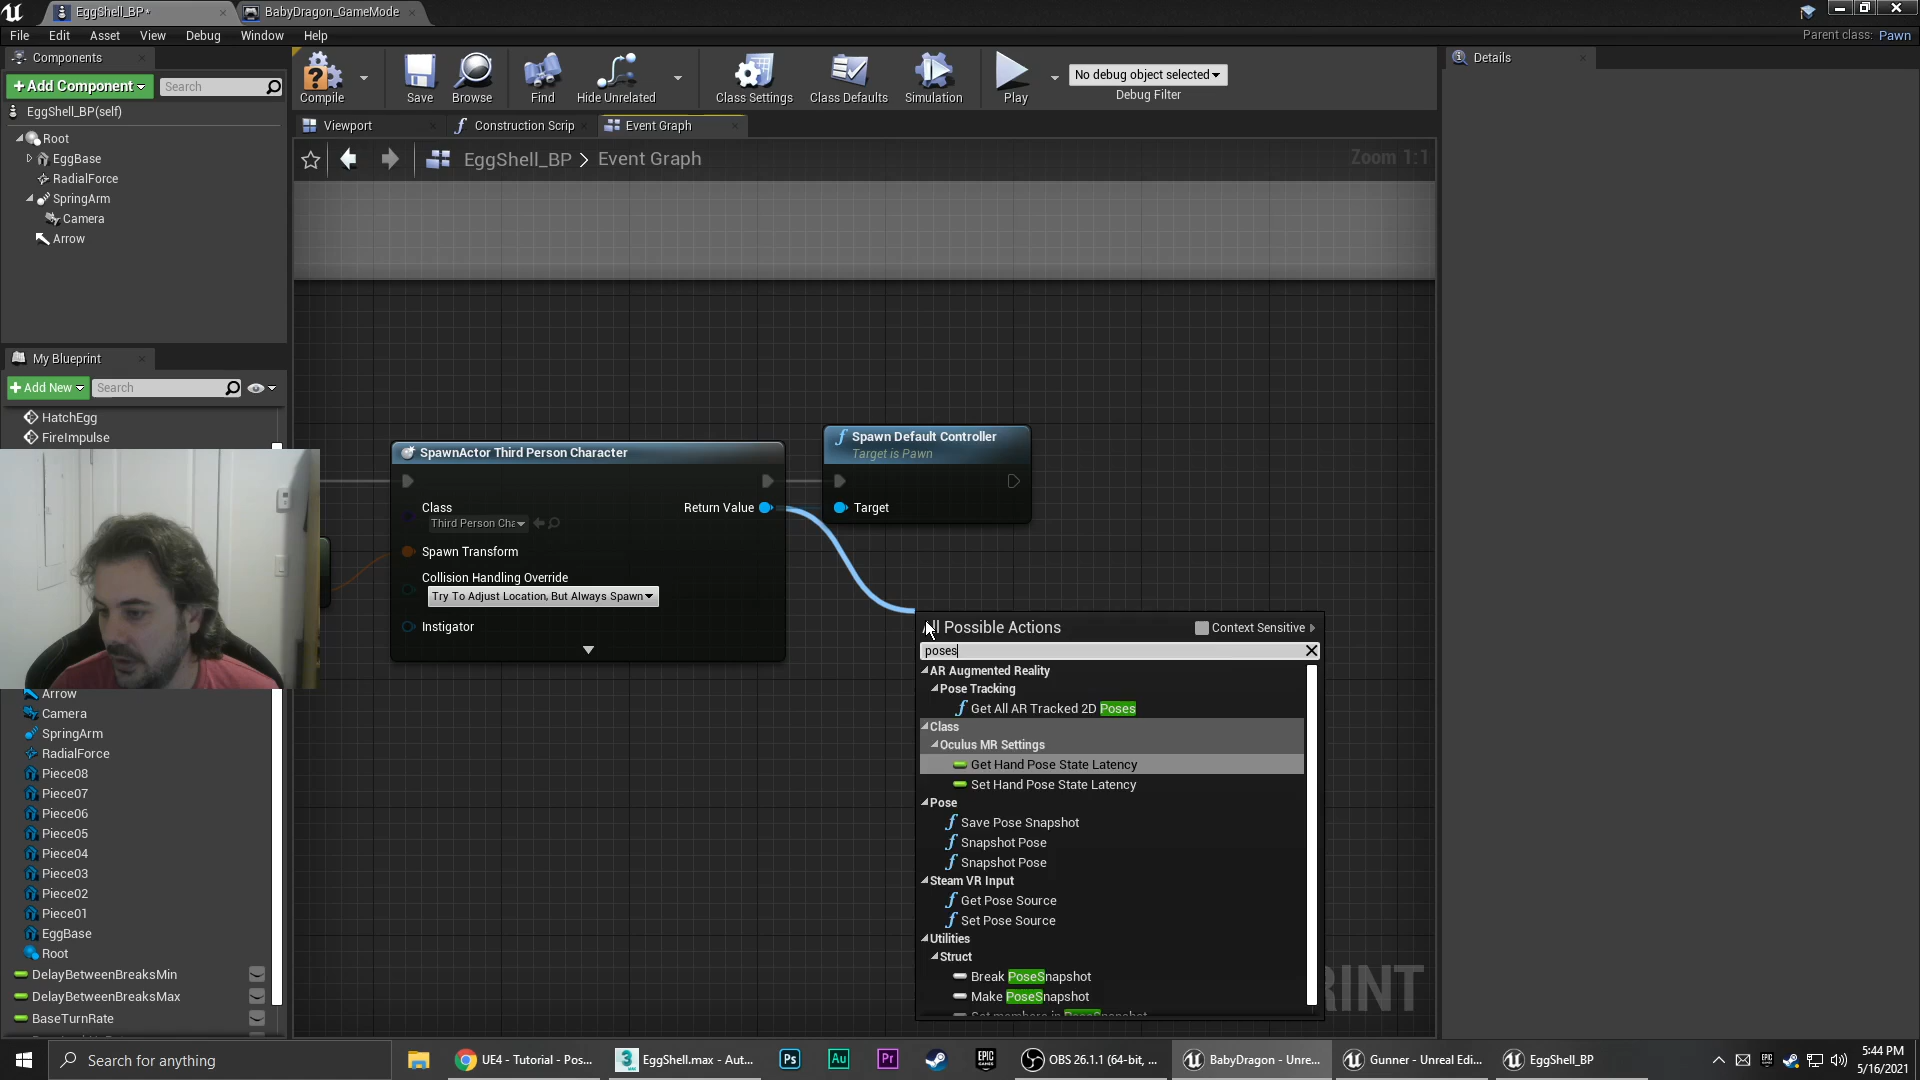 EggShell_BP*
BabyDragon_GameMode
File Edit Asset View Debug Window Help
Parent class: Pawn
Components
+Add Component
Search
EggShell_BP(self)
Root
EggBase
RadialForce
SpringArm
Camera
Arrow
Compile
Save
Browse
Find
Hide Unrelated
Class Settings
Class Defaults
Simulation
Play
No debug object selected
Debug Filter
Details
Viewport
Construction Scrip
Event Graph
EggShell_BP > Event Graph
Zoom 1:1
My Blueprint
+Add New
Search
HatchEgg
FireImpulse
Arrow
Camera
SpringArm
RadialForce
Piece08
Piece07
Piece06
Piece05
Piece04
Piece03
Piece02
Piece01
EggBase
Root
DelayBetweenBreaksMin
DelayBetweenBreaksMax
BaseTurnRate
SpawnActor Third Person Character
Class
Third Person Cha
Return Value
Spawn Transform
Collision Handling Override
Try To Adjust Location, But Always Spawn
Instigator
Spawn Default Controller
Target is Pawn
Target
All Possible Actions
Context Sensitive
poses
AR Augmented Reality
Pose Tracking
Get All AR Tracked 2D Poses
Class
Oculus MR Settings
Get Hand Pose State Latency
Set Hand Pose State Latency
Pose
Save Pose Snapshot
Snapshot Pose
Snapshot Pose
Steam VR Input
Get Pose Source
Set Pose Source
Utilities
Struct
Break PoseSnapshot
Make PoseSnapshot
Set members in PoseSnapshot
RINT
Search for anything
UE4 - Tutorial - Pos...
EggShell.max - Aut...
Ps
Au
Pr
EPIC GAMES
OBS 26.1.1 (64-bit, ...
BabyDragon - Unre...
Gunner - Unreal Edi...
EggShell_BP
5:44 PM
5/16/2021